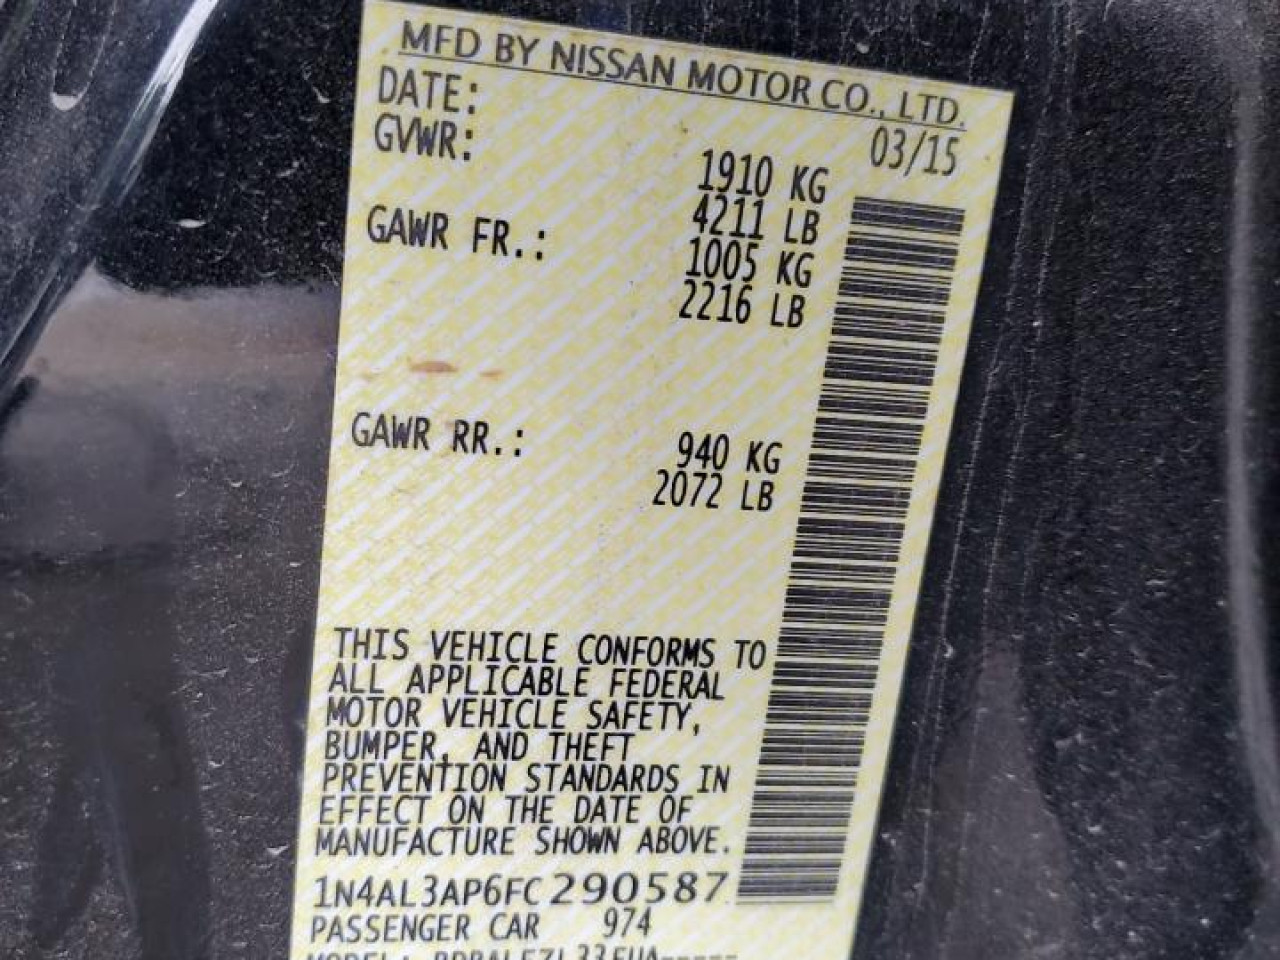 MFD BY NISSAN MOTOR CO., LTD.
DATE: 03/15
GVWR: 1910 KG
4211 LB
GAWR FR.: 1005 KG
2216 LB
GAWR RR.: 940 KG
2072 LB
THIS VEHICLE CONFORMS TO
ALL APPLICABLE FEDERAL
MOTOR VEHICLE SAFETY,
BUMPER, AND THEFT
PREVENTION STANDARDS IN
EFFECT ON THE DATE OF
MANUFACTURE SHOWN ABOVE.
1N4AL3AP6FC290587
PASSENGER CAR 974
MODEL: